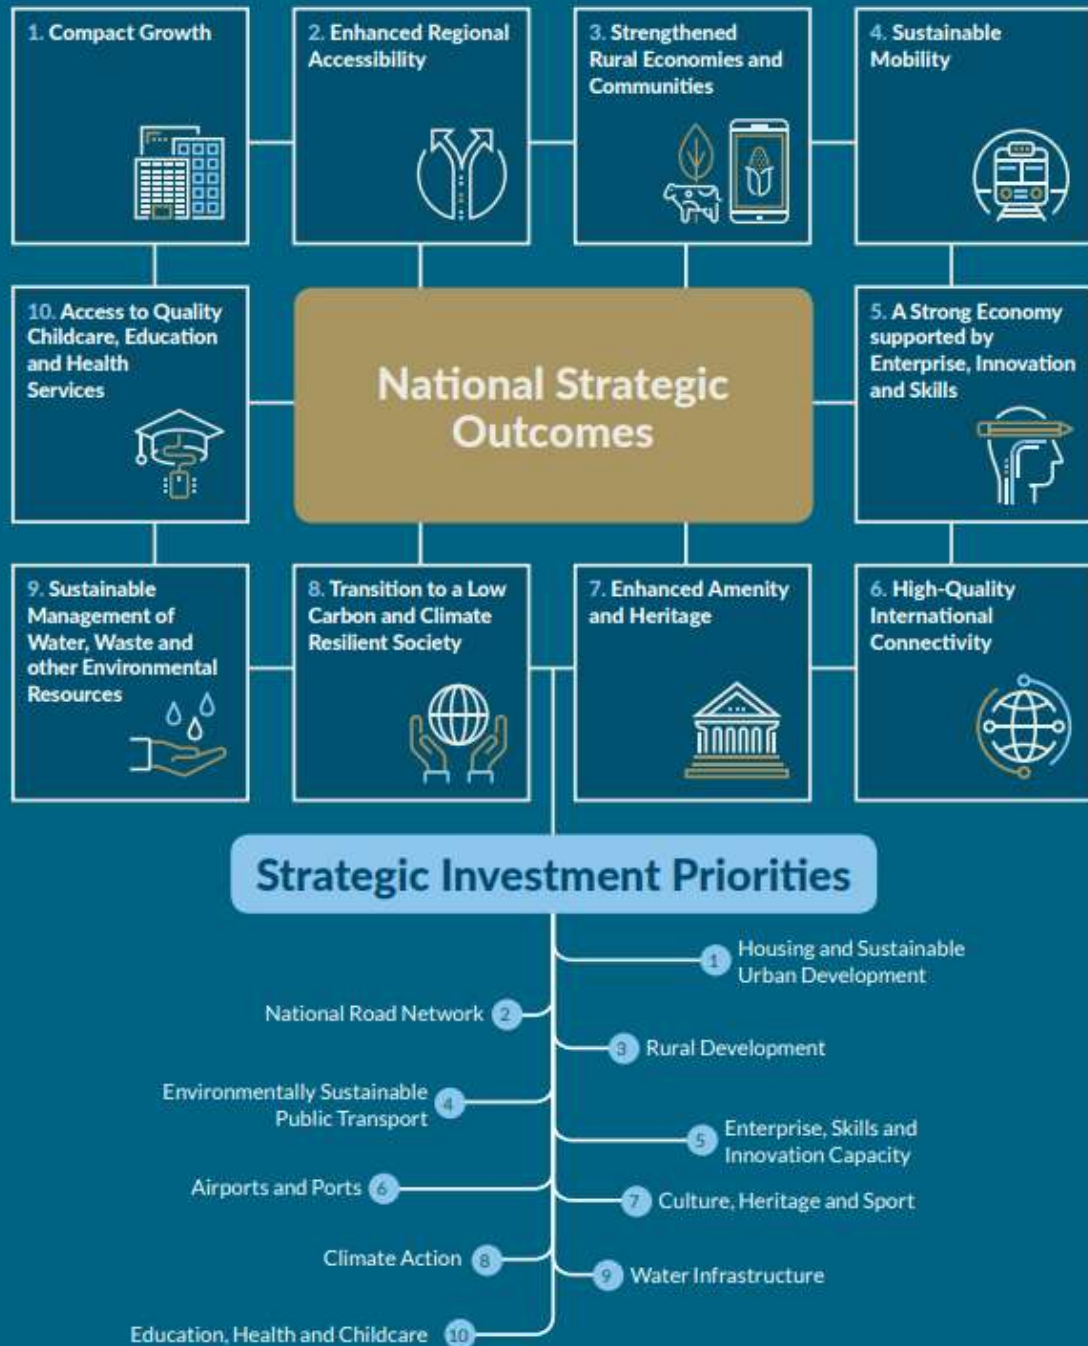 1. Compact Growth
2. Enhanced Regional
Accessibility
3. Strengthened
Rural Economies and
Communities
4. Sustainable
Mobility
10. Access to Quality
Childcare, Education
and Health
Services
National Strategic
Outcomes
5. A Strong Economy
supported by
Enterprise, Innovation
and Skills
9. Sustainable
Management of
Water, Waste and
other Environmental
Resources
8. Transition to a Low
Carbon and Climate
Resilient Society
7. Enhanced Amenity
and Heritage
6. High-Quality
International
Connectivity
Strategic Investment Priorities
1 Housing and Sustainable
Urban Development
National Road Network 2
3 Rural Development
Environmentally Sustainable
Public Transport 4
5 Enterprise, Skills and
Innovation Capacity
Airports and Ports 6
7 Culture, Heritage and Sport
Climate Action 8
9 Water Infrastructure
Education, Health and Childcare 10